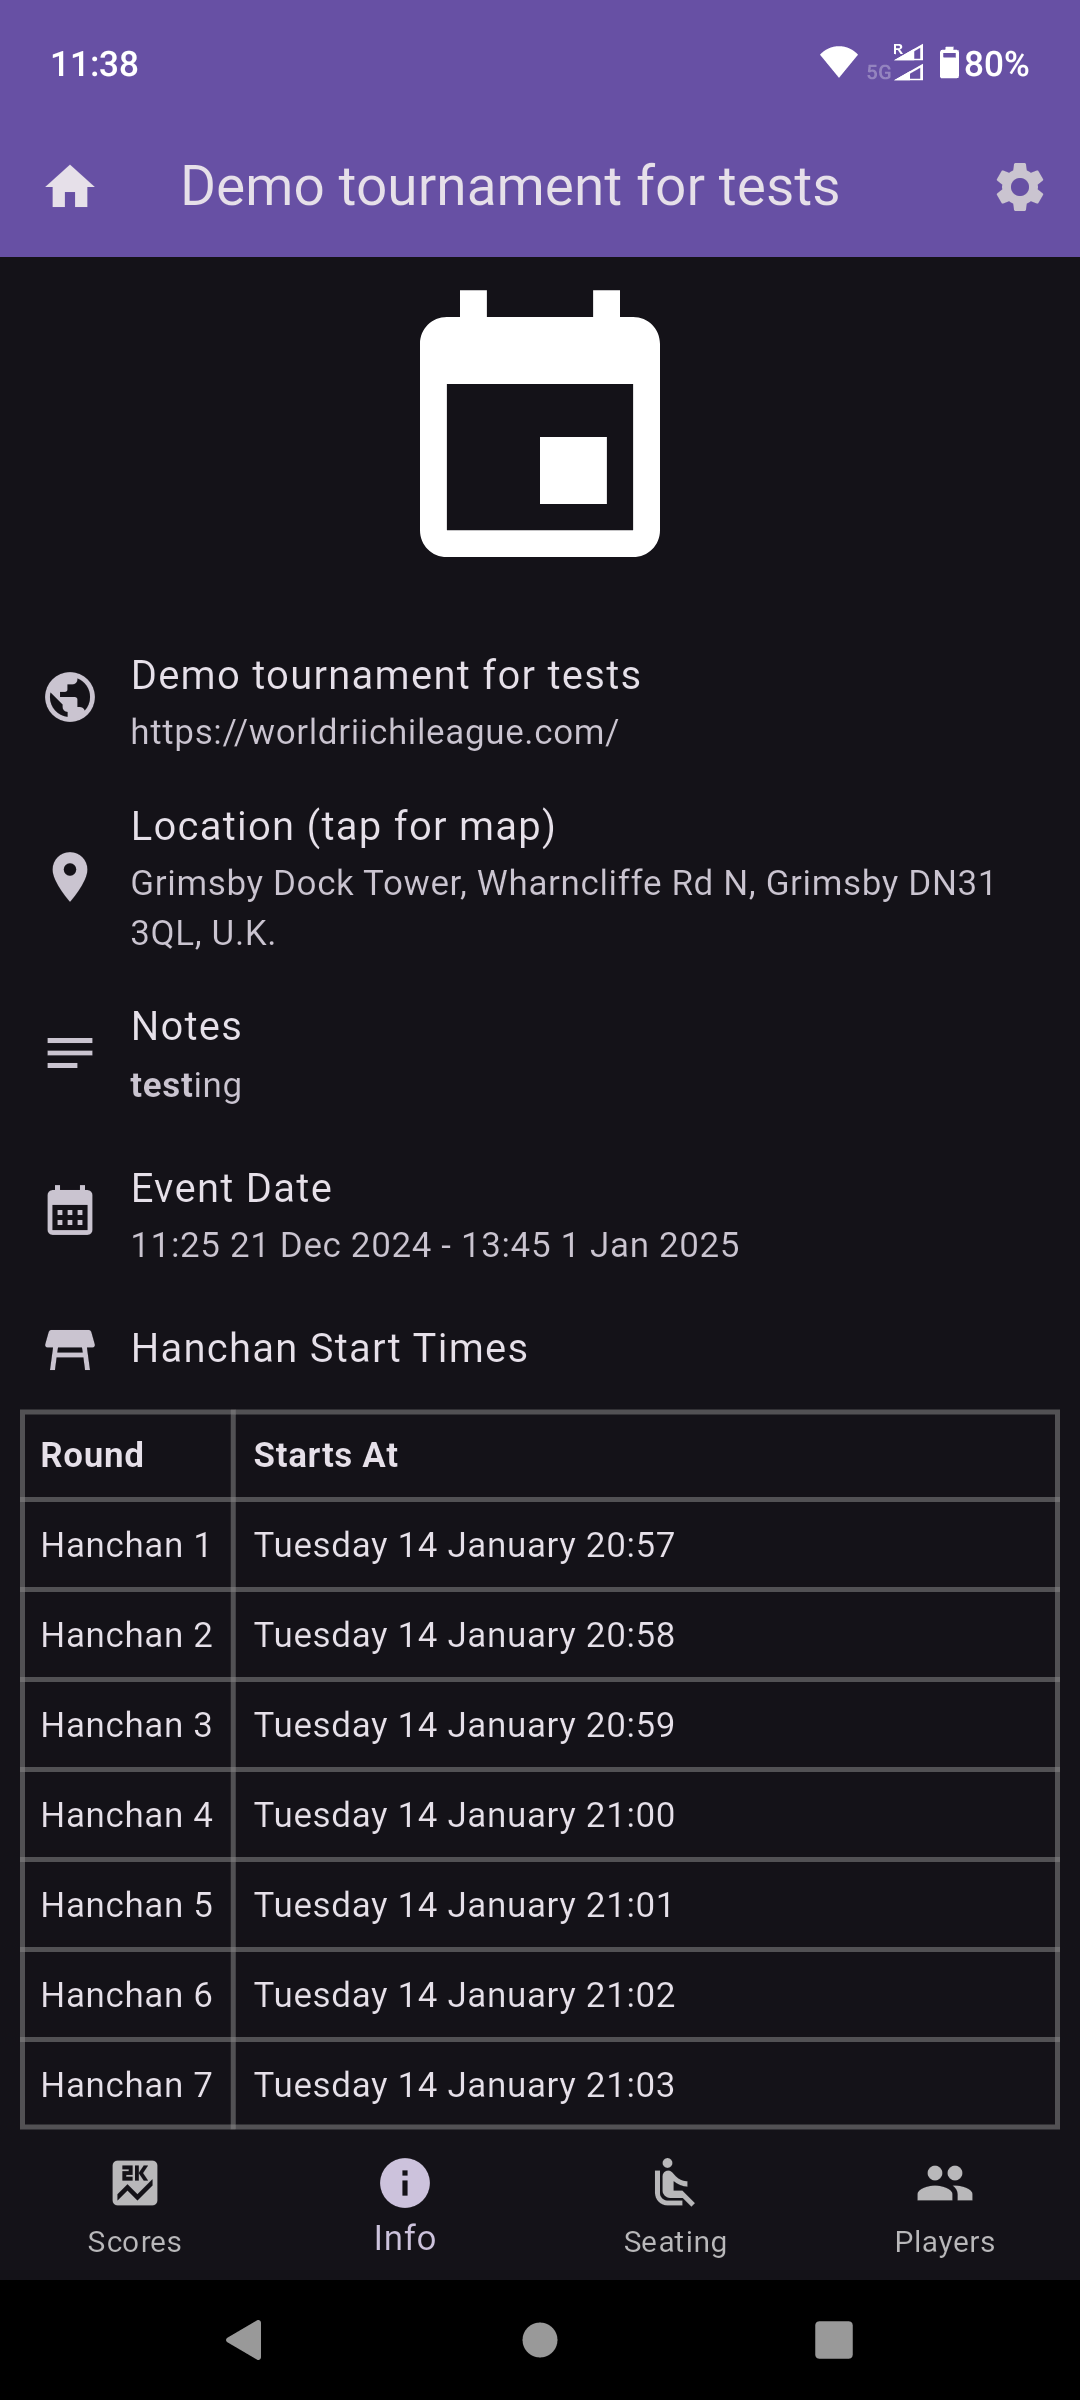 11:38
5G R 80%
Demo tournament for tests
Demo tournament for tests
https://worldriichileague.com/
Location (tap for map)
Grimsby Dock Tower, Wharncliffe Rd N, Grimsby DN31
3QL, U.K.
Notes
testing
Event Date
11:25 21 Dec 2024 - 13:45 1 Jan 2025
Hanchan Start Times
Round Starts At
Hanchan 1 Tuesday 14 January 20:57
Hanchan 2 Tuesday 14 January 20:58
Hanchan 3 Tuesday 14 January 20:59
Hanchan 4 Tuesday 14 January 21:00
Hanchan 5 Tuesday 14 January 21:01
Hanchan 6 Tuesday 14 January 21:02
Hanchan 7 Tuesday 14 January 21:03
2K
Scores Info Seating Players